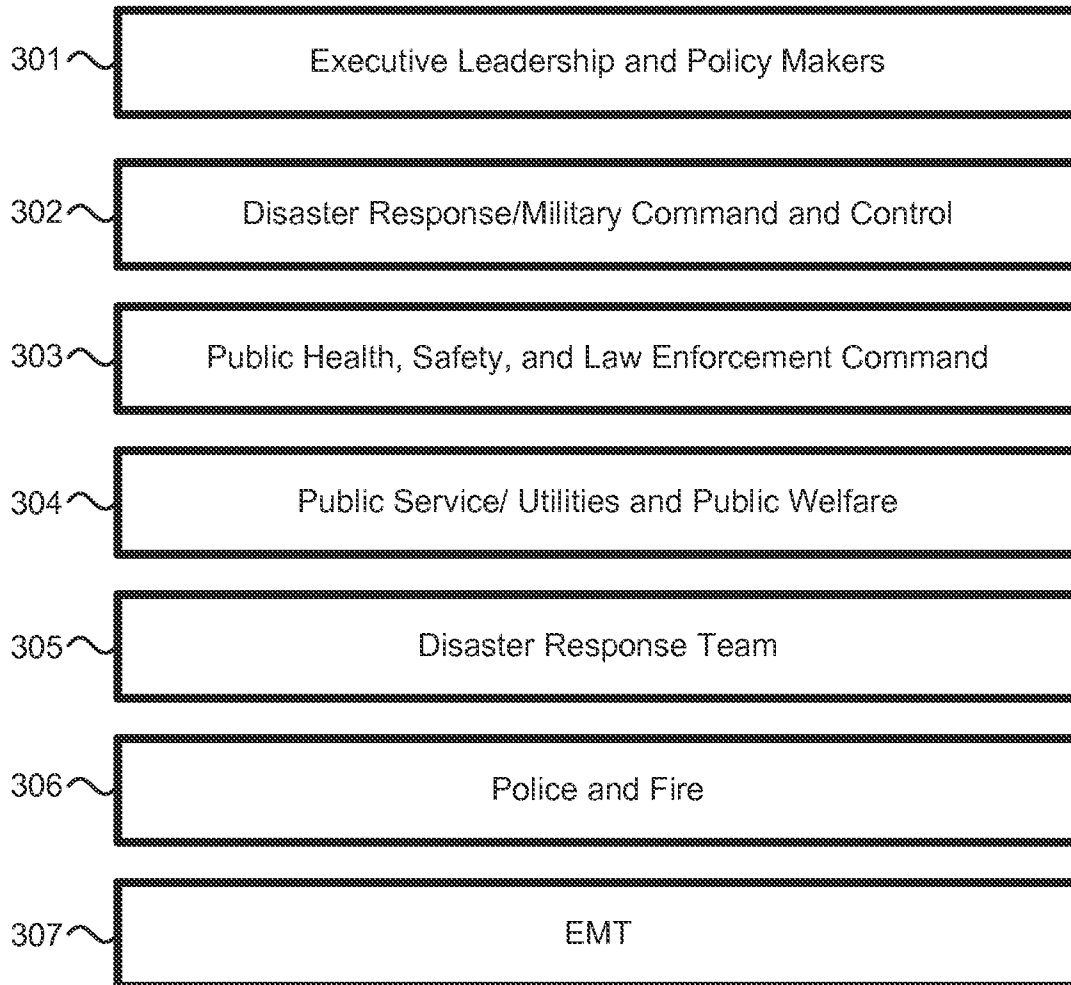 301 Executive Leadership and Policy Makers
302 Disaster Response/Military Command and Control
303 Public Health, Safety, and Law Enforcement Command
304 Public Service/ Utilities and Public Welfare
305 Disaster Response Team
306 Police and Fire
307 EMT